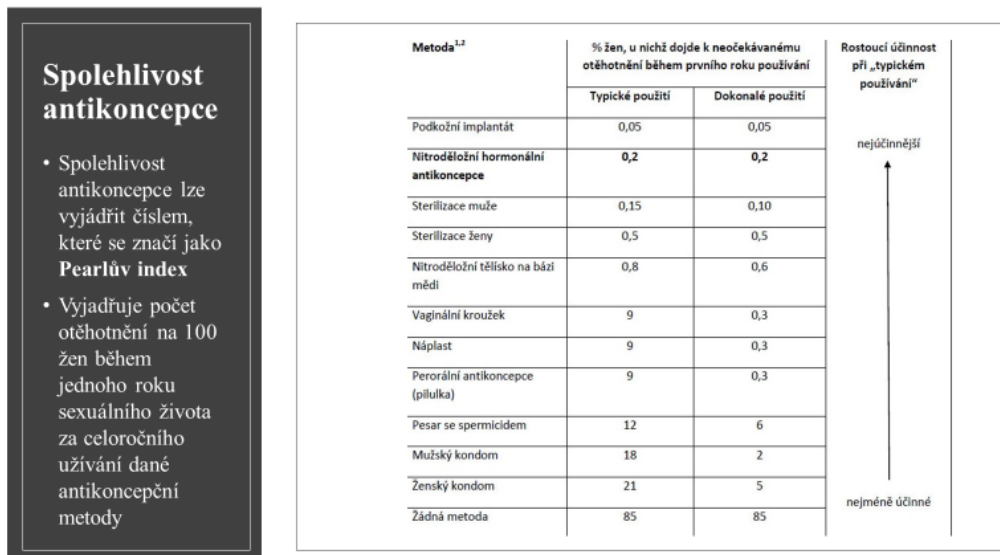 Spolehlivost
antikoncepce
• Spolehlivost
antikoncepce lze
vyjádřit číslem,
které se značí jako
Pearlův index
• Vyjadřuje počet
otěhotnění na 100
žen během
jednoho roku
sexuálního života
za celoročního
užívání dané
antikoncepční
metody
Metoda1,2
% žen, u nichž dojde k neočekávanému
otěhotnění během prvního roku používání
Rostoucí účinnost
při „typickém
používání“
Typické použití Dokonalé použití
Podkožní implantát 0,05 0,05
nejúčinnější
Nitroděložní hormonální 0,2 0,2
antikoncepce
Sterilizace muže 0,15 0,10
Sterilizace ženy 0,5 0,5
Nitroděložní tělísko na bázi 0,8 0,6
mědi
Vaginální kroužek 9 0,3
Náplast 9 0,3
Perorální antikoncepce 9 0,3
(pilulka)
Pesar se spermicidem 12 6
Mužský kondom 18 2
Ženský kondom 21 5
nejméně účinné
Žádná metoda 85 85